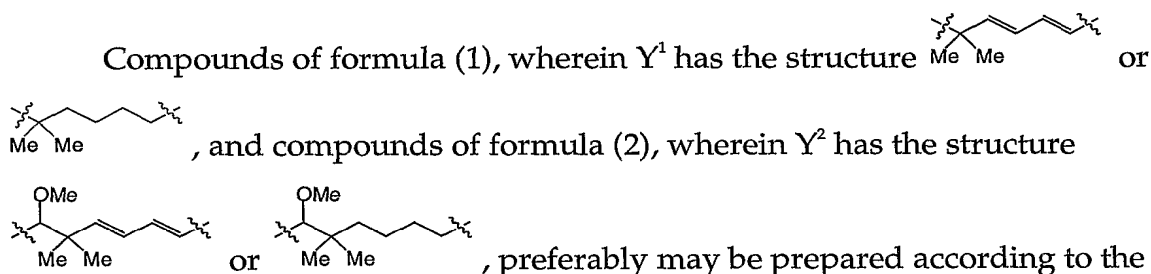 Compounds of formula (1), wherein Y¹ has the structure Me Me or
Me Me , and compounds of formula (2), wherein Y² has the structure
OMe OMe
Me Me or Me Me , preferably may be prepared according to the